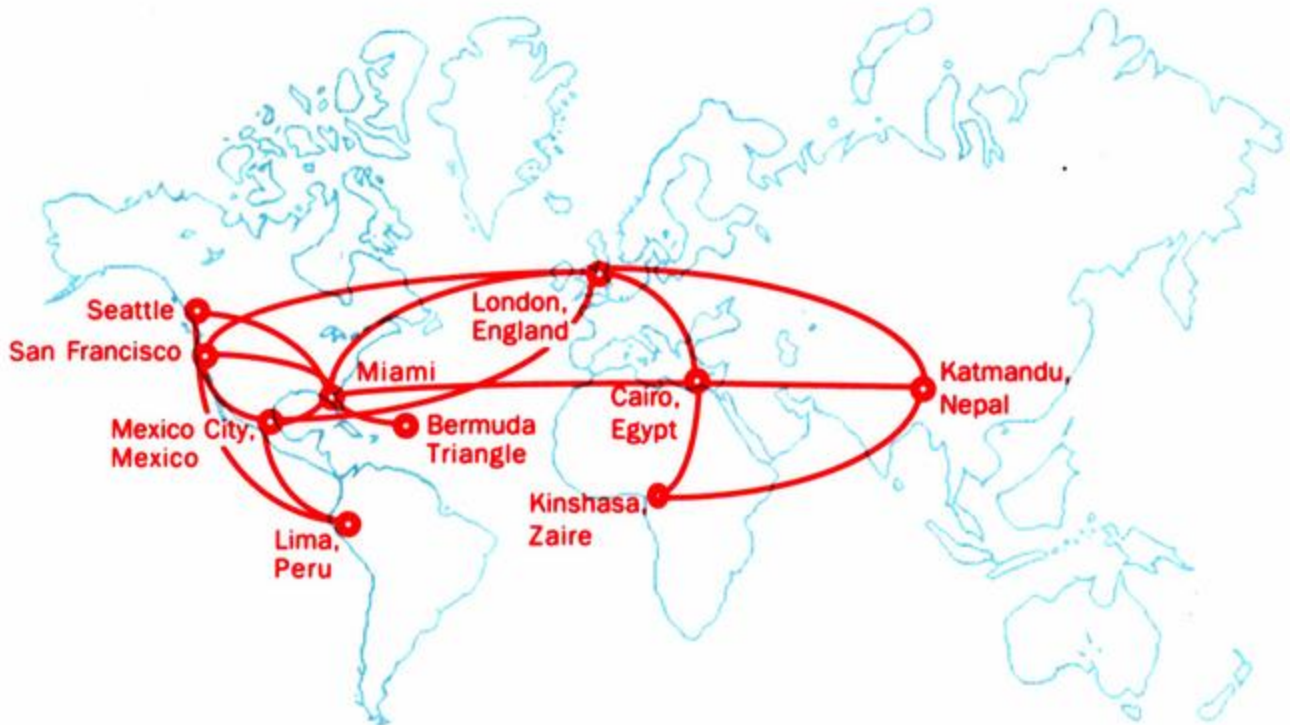 Seattle
San Francisco
Mexico City,
Mexico
Lima,
Peru
Miami
Bermuda
Triangle
London,
England
Cairo,
Egypt
Kinshasa,
Zaire
Katmandu,
Nepal